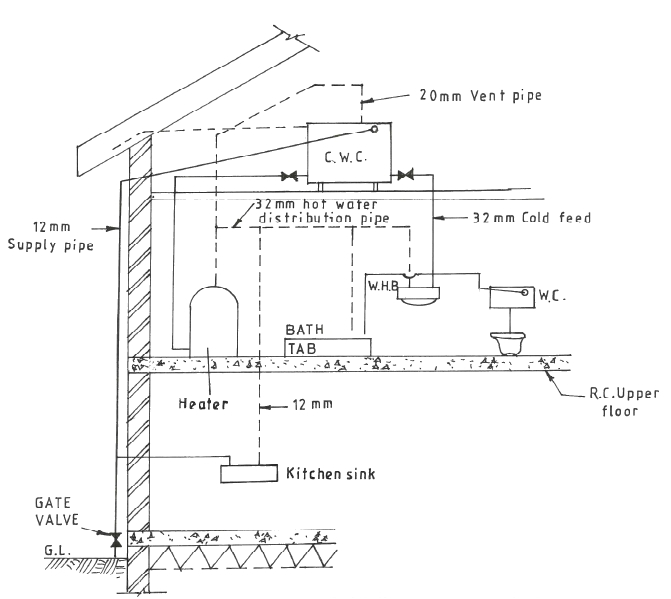 20mm Vent pipe
C.W.C.
32mm hot water
distribution pipe
12mm
Supply pipe
32mm Cold feed
W.H.B
W.C.
BATH
TAB
Heater
12 mm
R.C.Upper
floor
Kitchen sink
GATE
VALVE
G.L.